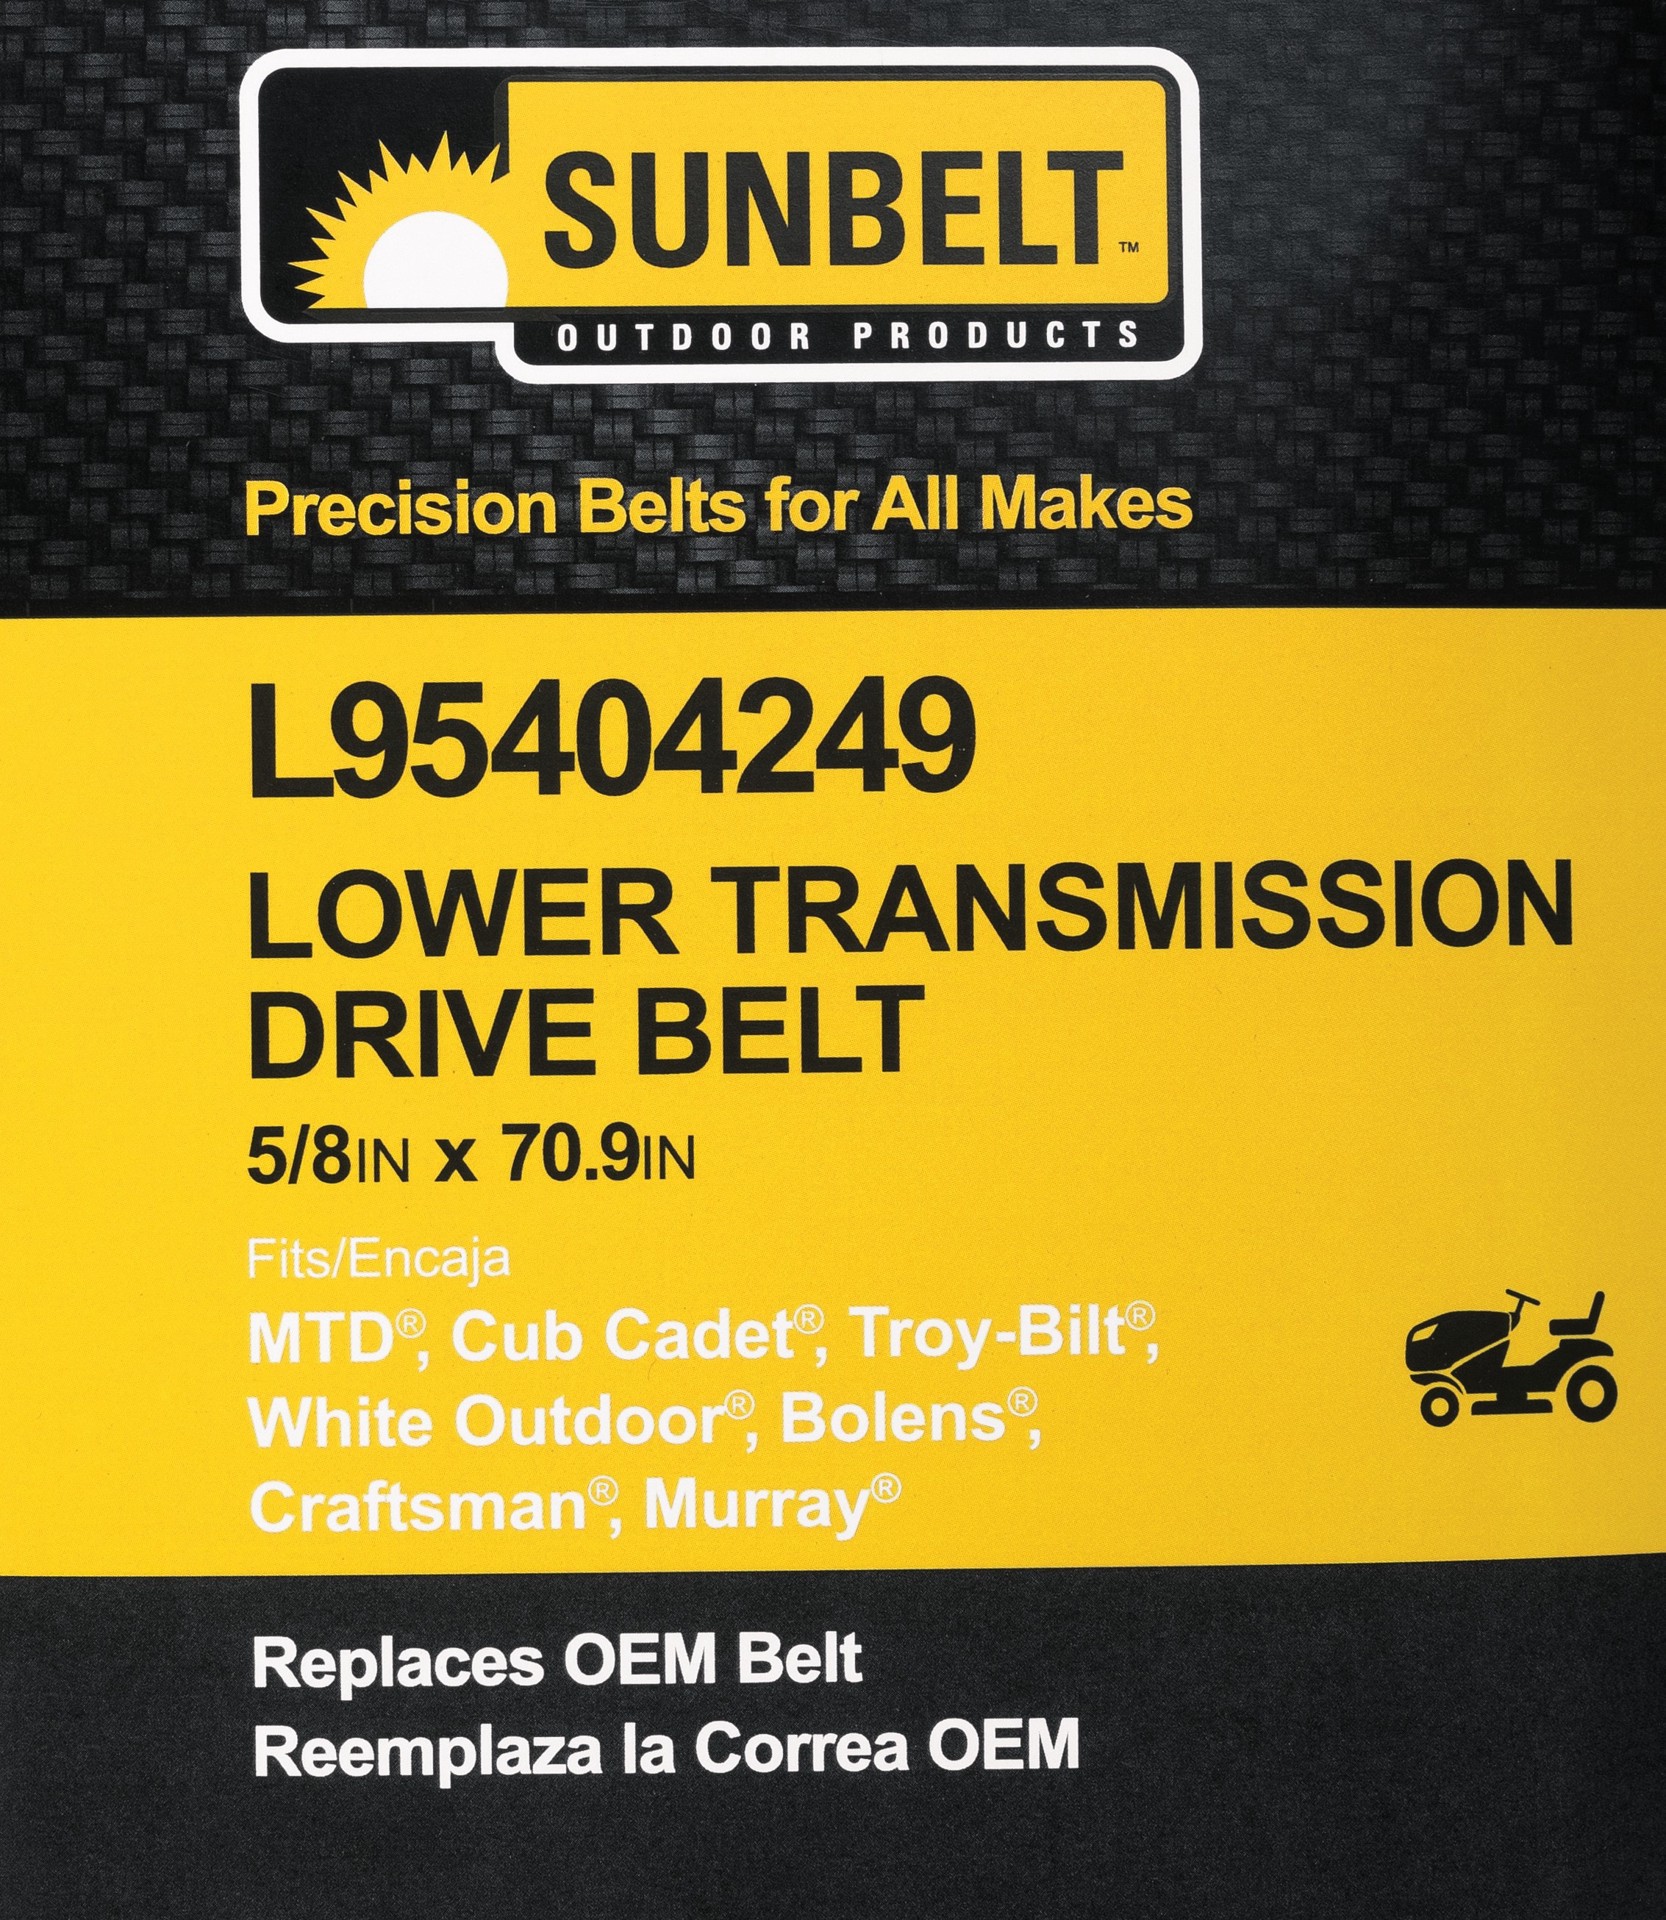 SUNBELT™
OUTDOOR PRODUCTS
Precision Belts for All Makes
L95404249
LOWER TRANSMISSION
DRIVE BELT
5/8IN x 70.9IN
Fits/Encaja
MTD®, Cub Cadet®, Troy-Bilt®,
White Outdoor®, Bolens®,
Craftsman®, Murray®
Replaces OEM Belt
Reemplaza la Correa OEM